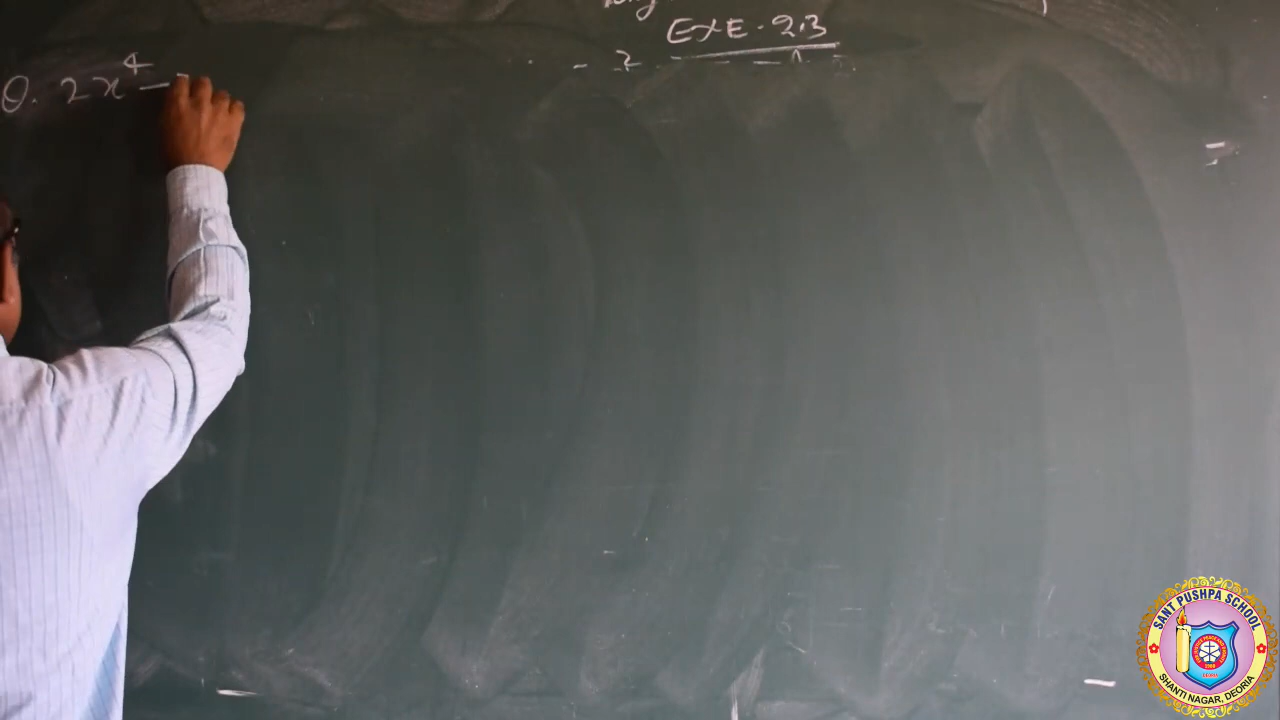 EXE. 2.3
Q. 2x⁴ –
SANT PUSHPA SCHOOL
SHANTI NAGAR, DEORIA